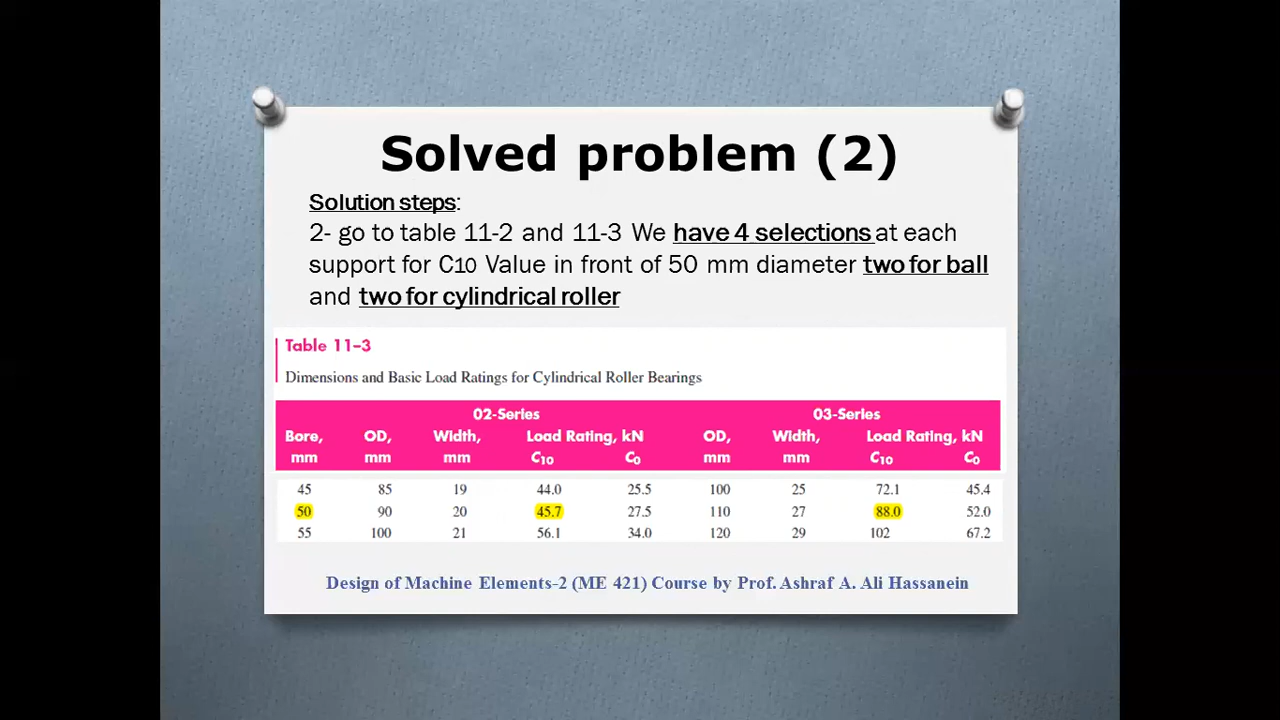 Solved problem (2)
Solution steps:
2- go to table 11-2 and 11-3 We have 4 selections at each
support for C10 Value in front of 50 mm diameter two for ball
and two for cylindrical roller
Table 11–3
Dimensions and Basic Load Ratings for Cylindrical Roller Bearings
02-Series 03-Series
Bore, OD, Width, Load Rating, kN OD, Width, Load Rating, kN
mm mm mm C10 C0 mm mm C10 C0
45 85 19 44.0 25.5 100 25 72.1 45.4
50 90 20 45.7 27.5 110 27 88.0 52.0
55 100 21 56.1 34.0 120 29 102 67.2
Design of Machine Elements-2 (ME 421) Course by Prof. Ashraf A. Ali Hassanein